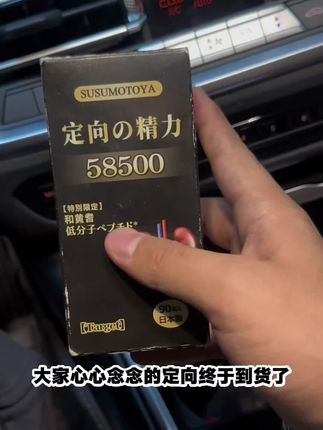 SUSUMOTOYA
定向の精力
58500
【特別限定】
和黄耆
低分子ペプチド*
90
日本製
大家心心念念的定向终于到货了